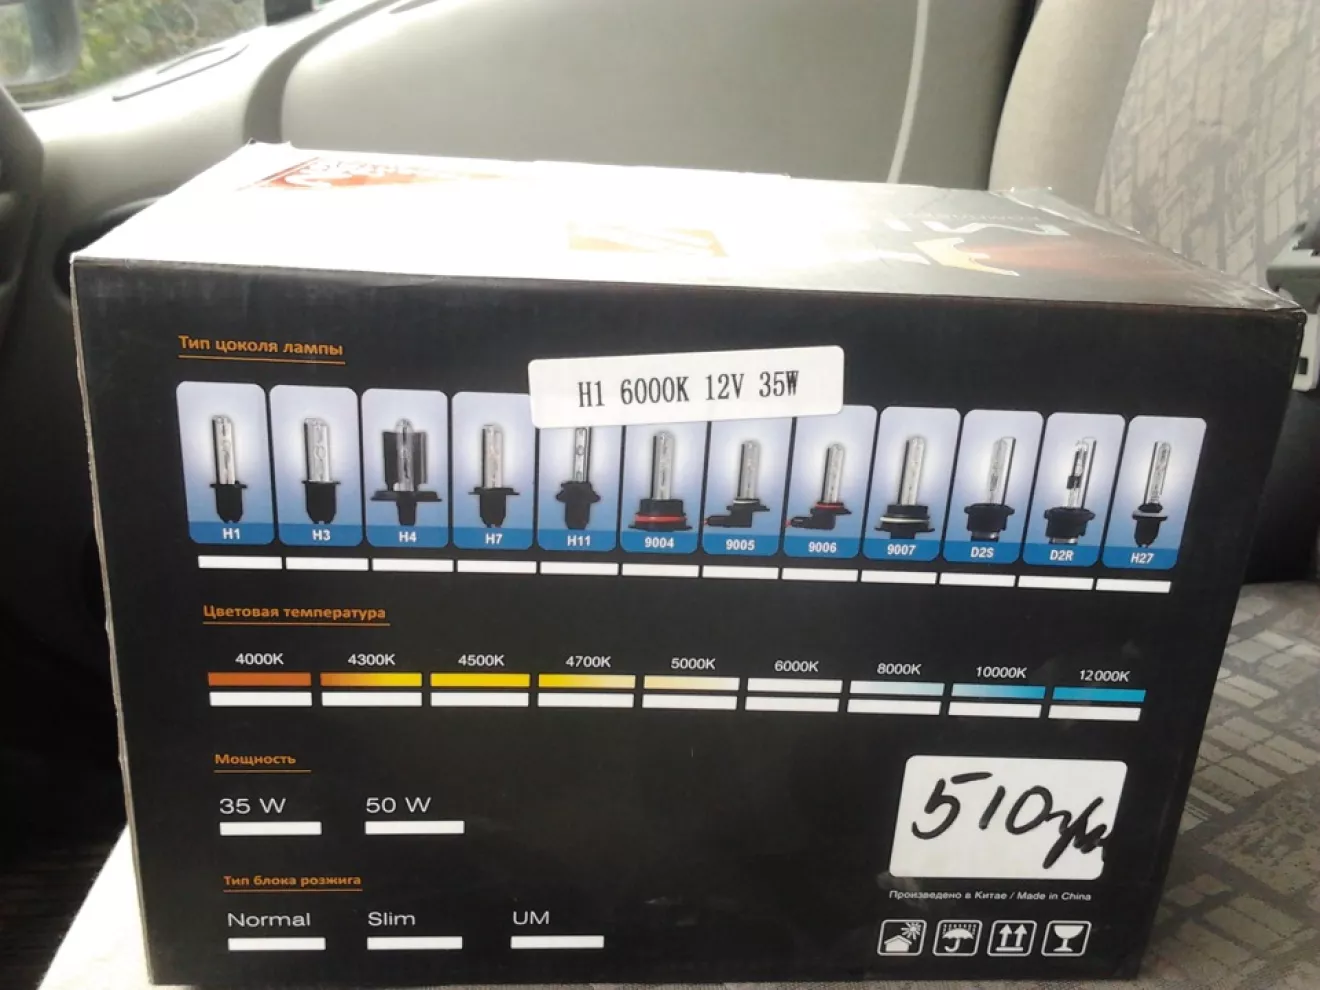 Тип цоколя лампы
H1 6000K 12V 35W
H1 H3 H4 H7 H11 9004 9005 9006 9007 D2S D2R H27
Цветовая температура
4000K 4300K 4500K 4700K 5000K 6000K 8000K 10000K 12000K
Мощность
35 W 50 W
510грн
Тип блока розжига
Произведено в Китае / Made in China
Normal Slim UM